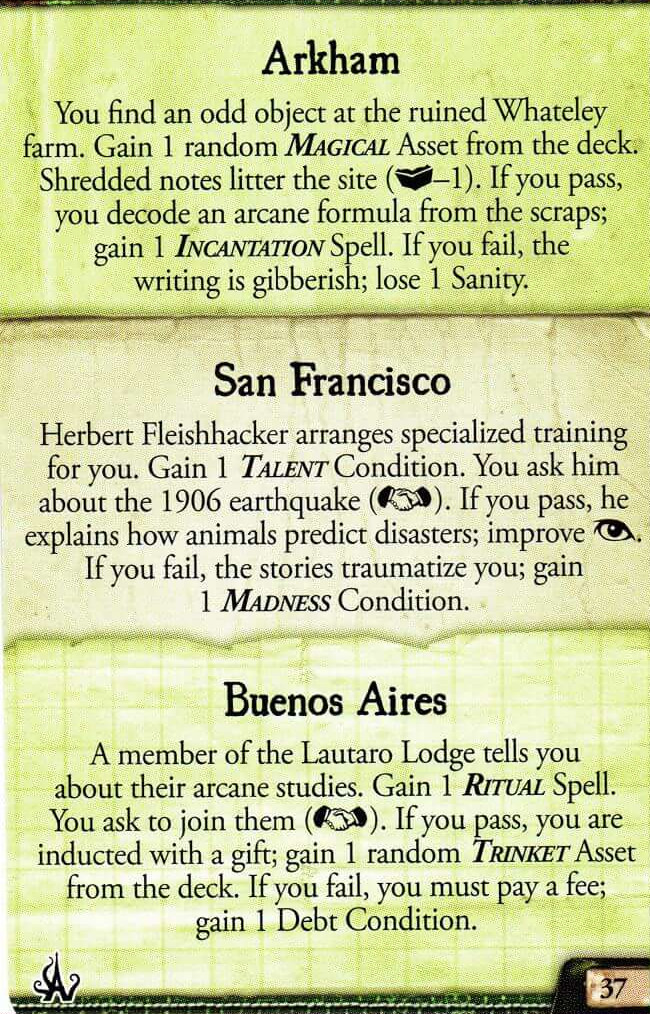 Arkham
You find an odd object at the ruined Whateley
farm. Gain 1 random MAGICAL Asset from the deck.
Shredded notes litter the site (–1). If you pass,
you decode an arcane formula from the scraps;
gain 1 INCANTATION Spell. If you fail, the
writing is gibberish; lose 1 Sanity.
San Francisco
Herbert Fleishhacker arranges specialized training
for you. Gain 1 TALENT Condition. You ask him
about the 1906 earthquake (). If you pass, he
explains how animals predict disasters; improve .
If you fail, the stories traumatize you; gain
1 MADNESS Condition.
Buenos Aires
A member of the Lautaro Lodge tells you
about their arcane studies. Gain 1 RITUAL Spell.
You ask to join them (). If you pass, you are
inducted with a gift; gain 1 random TRINKET Asset
from the deck. If you fail, you must pay a fee;
gain 1 Debt Condition.
37